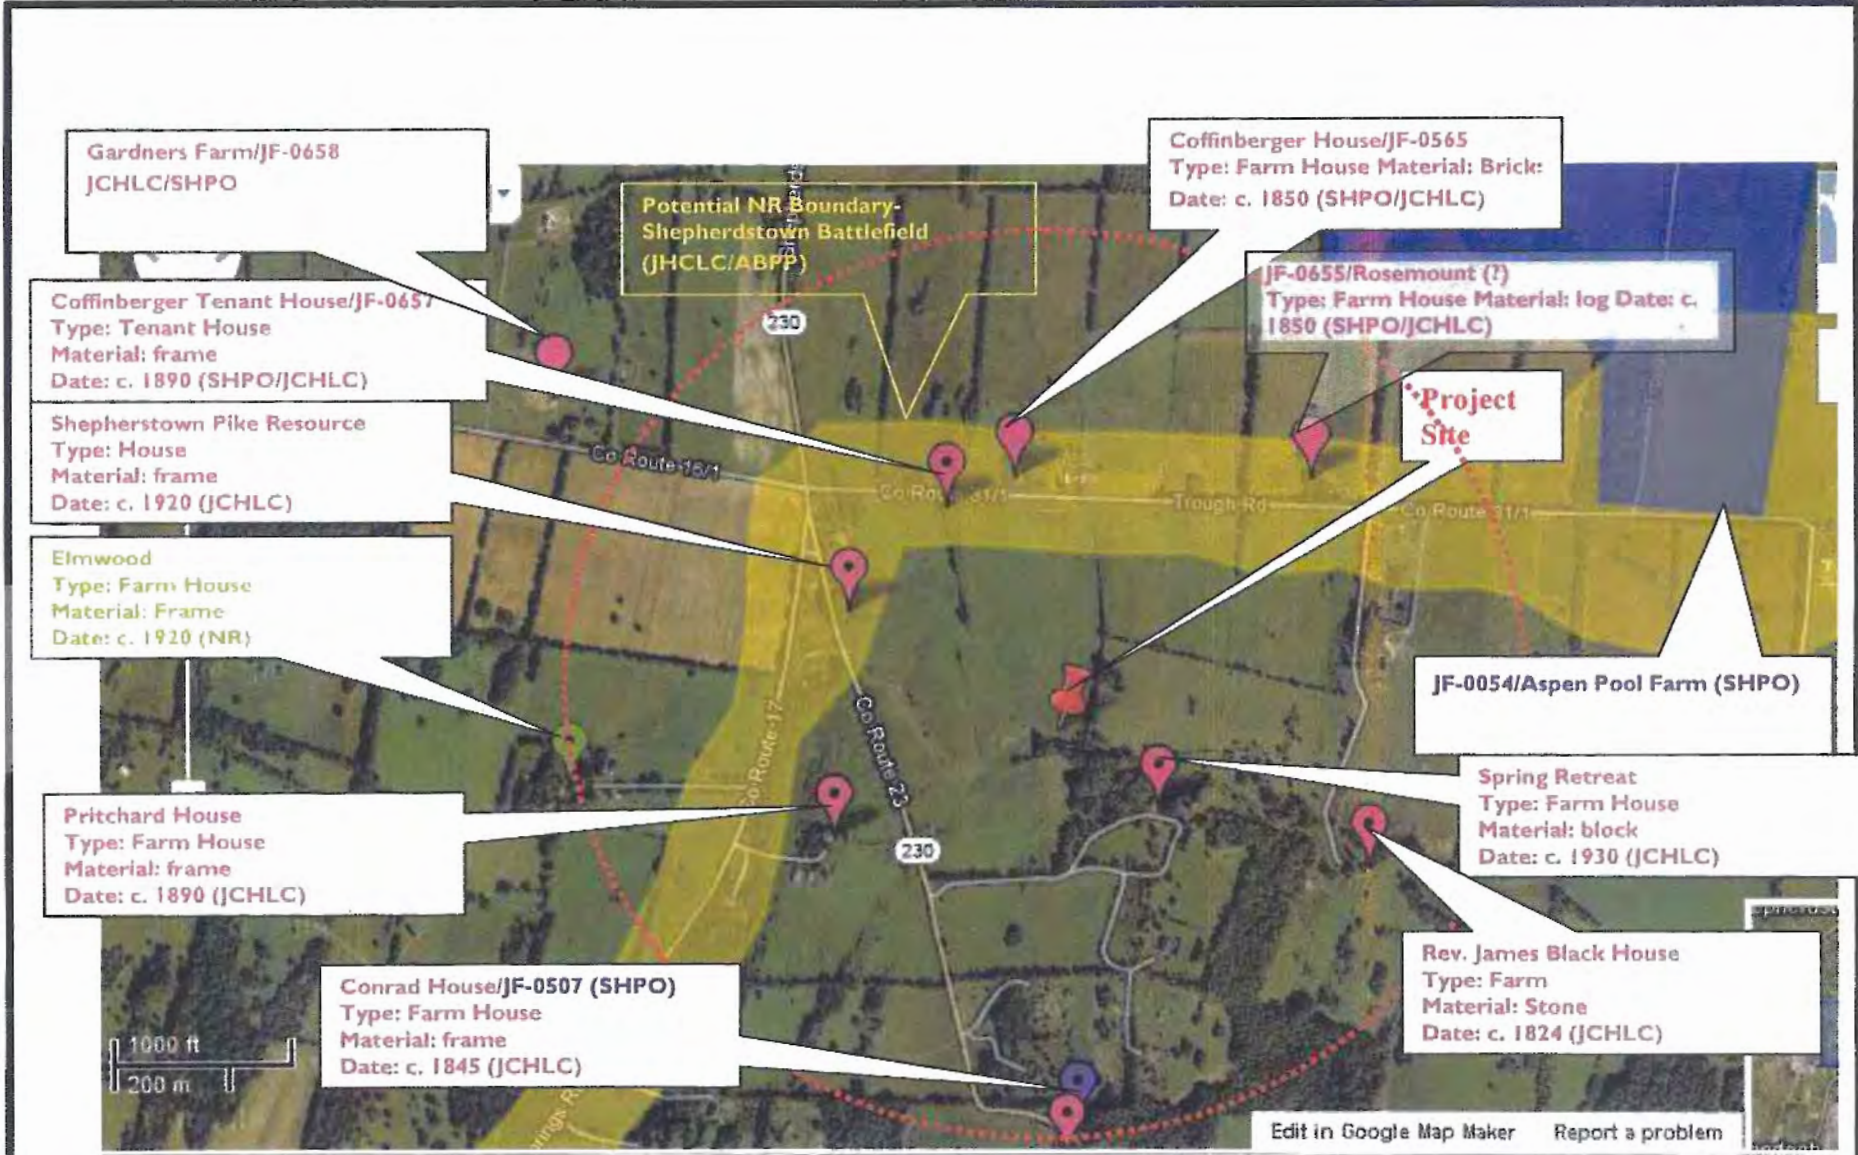 Gardners Farm/JF-0658
JCHLC/SHPO
Coffinberger House/JF-0565
Type: Farm House Material: Brick:
Date: c. 1850 (SHPO/JCHLC)
Potential NR Boundary-
Shepherdstown Battlefield
(JHCLC/ABPP)
JF-0655/Rosemount (?)
Type: Farm House Material: log Date: c.
1850 (SHPO/JCHLC)
Coffinberger Tenant House/JF-0657
Type: Tenant House
Material: frame
Date: c. 1890 (SHPO/JCHLC)
230
Project
Site
Shepherstown Pike Resource
Type: House
Material: frame
Date: c. 1920 (JCHLC)
Co Route 16/1
Co Route 31/1
Trough Rd
Co Route 31/1
Elmwood
Type: Farm House
Material: Frame
Date: c. 1920 (NR)
JF-0054/Aspen Pool Farm (SHPO)
Co Route 17
Co Route 23
Spring Retreat
Type: Farm House
Material: block
Date: c. 1930 (JCHLC)
Pritchard House
Type: Farm House
Material: frame
Date: c. 1890 (JCHLC)
230
Rev. James Black House
Type: Farm
Material: Stone
Date: c. 1824 (JCHLC)
Conrad House/JF-0507 (SHPO)
Type: Farm House
Material: frame
Date: c. 1845 (JCHLC)
1000 ft
200 m
Edit in Google Map Maker Report a problem